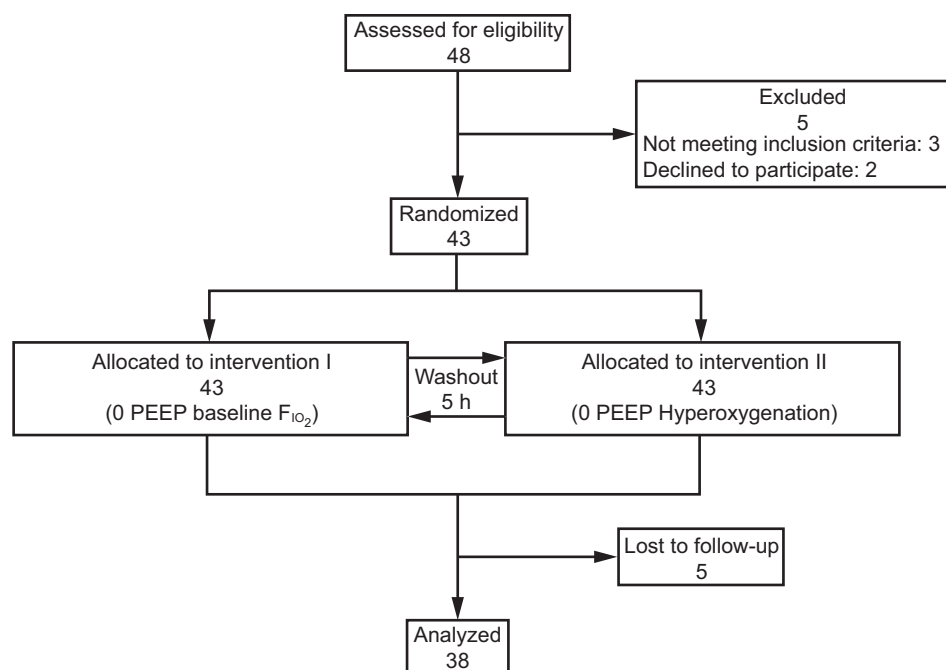 Assessed for eligibility
48
Excluded
5
Not meeting inclusion criteria: 3
Declined to participate: 2
Randomized
43
Allocated to intervention I
43
(0 PEEP baseline FIO2)
Washout
5 h
Allocated to intervention II
43
(0 PEEP Hyperoxygenation)
Lost to follow-up
5
Analyzed
38